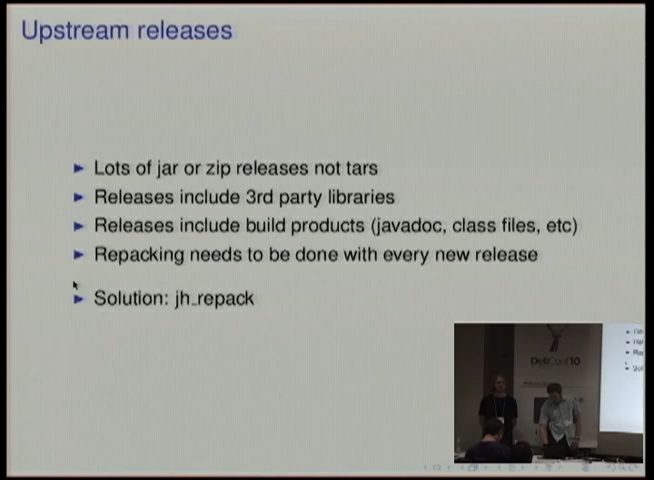 Upstream releases
Lots of jar or zip releases not tars
Releases include 3rd party libraries
Releases include build products (javadoc, class files, etc)
Repacking needs to be done with every new release
Solution: jh_repack
DebConf10